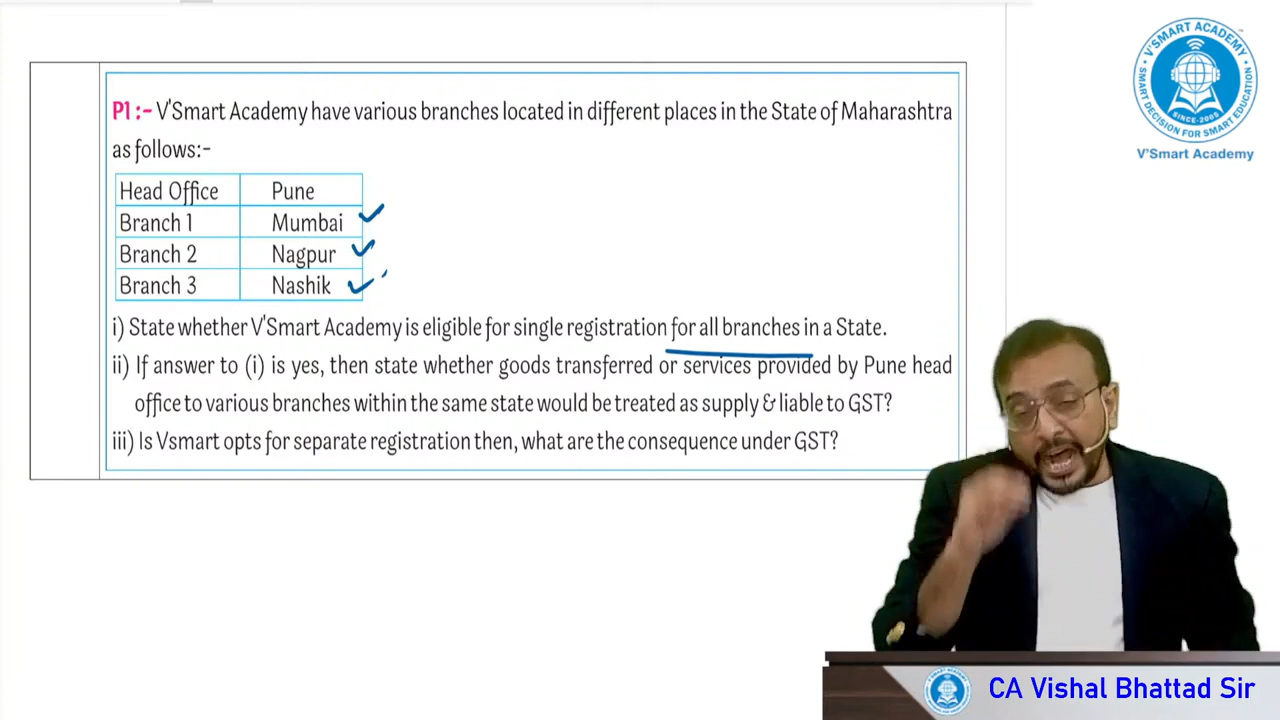 P1 :- V'Smart Academy have various branches located in different places in the State of Maharashtra
as follows:-
Head Office Pune
Branch 1 Mumbai
Branch 2 Nagpur
Branch 3 Nashik
i) State whether V'Smart Academy is eligible for single registration for all branches in a State.
ii) If answer to (i) is yes, then state whether goods transferred or services provided by Pune head
office to various branches within the same state would be treated as supply & liable to GST?
iii) Is Vsmart opts for separate registration then, what are the consequence under GST?
V'SMART ACADEMY
SMART DECISION FOR SMART EDUCATION
SINCE-2005
V'Smart Academy
CA Vishal Bhattad Sir